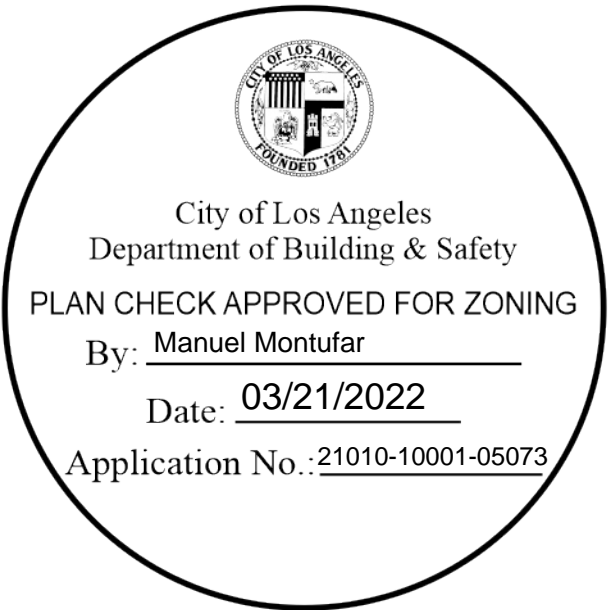 CITY OF LOS ANGELES
FOUNDED 1781
City of Los Angeles
Department of Building & Safety
PLAN CHECK APPROVED FOR ZONING
By: Manuel Montufar
Date: 03/21/2022
Application No.: 21010-10001-05073